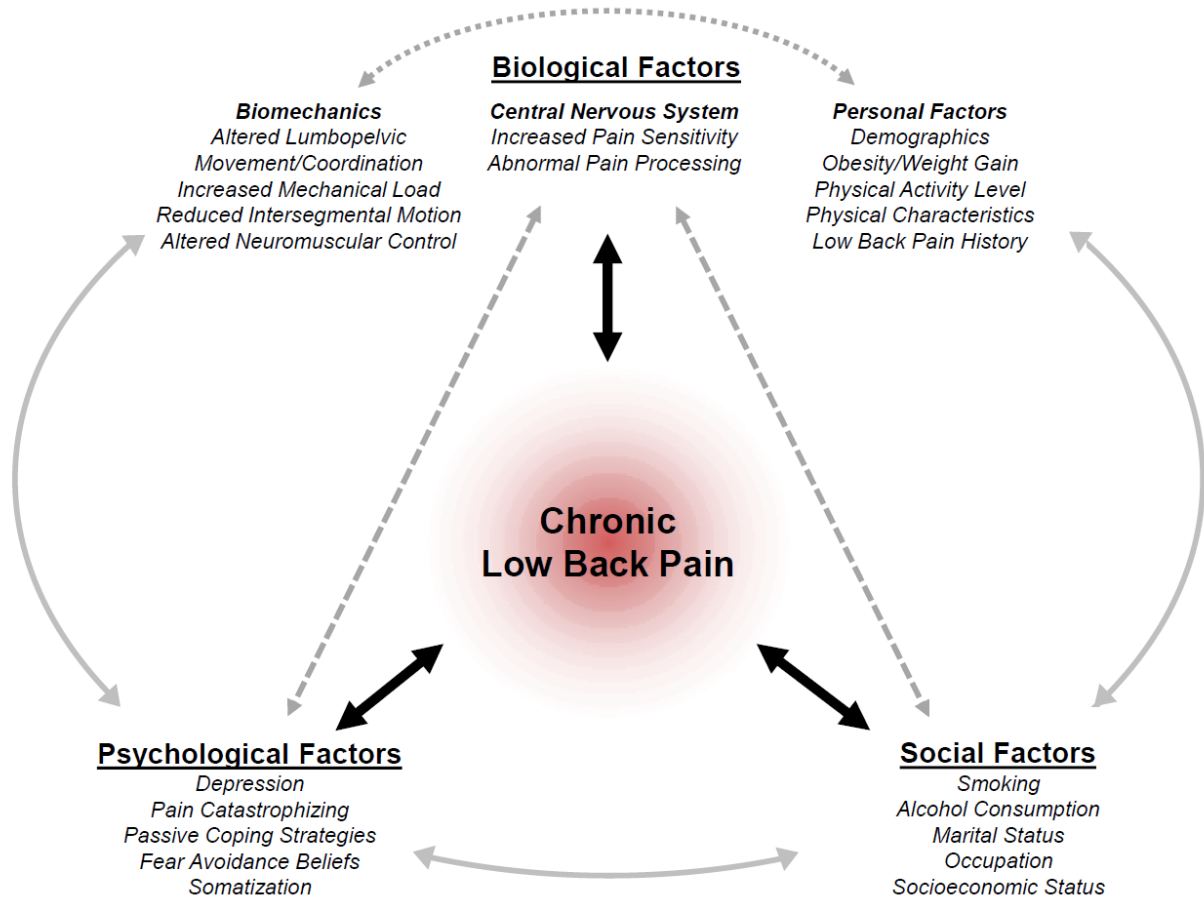 Biological Factors
Biomechanics
Altered Lumbopelvic
Movement/Coordination
Increased Mechanical Load
Reduced Intersegmental Motion
Altered Neuromuscular Control
Central Nervous System
Increased Pain Sensitivity
Abnormal Pain Processing
Personal Factors
Demographics
Obesity/Weight Gain
Physical Activity Level
Physical Characteristics
Low Back Pain History
Chronic
Low Back Pain
Psychological Factors
Depression
Pain Catastrophizing
Passive Coping Strategies
Fear Avoidance Beliefs
Somatization
Social Factors
Smoking
Alcohol Consumption
Marital Status
Occupation
Socioeconomic Status